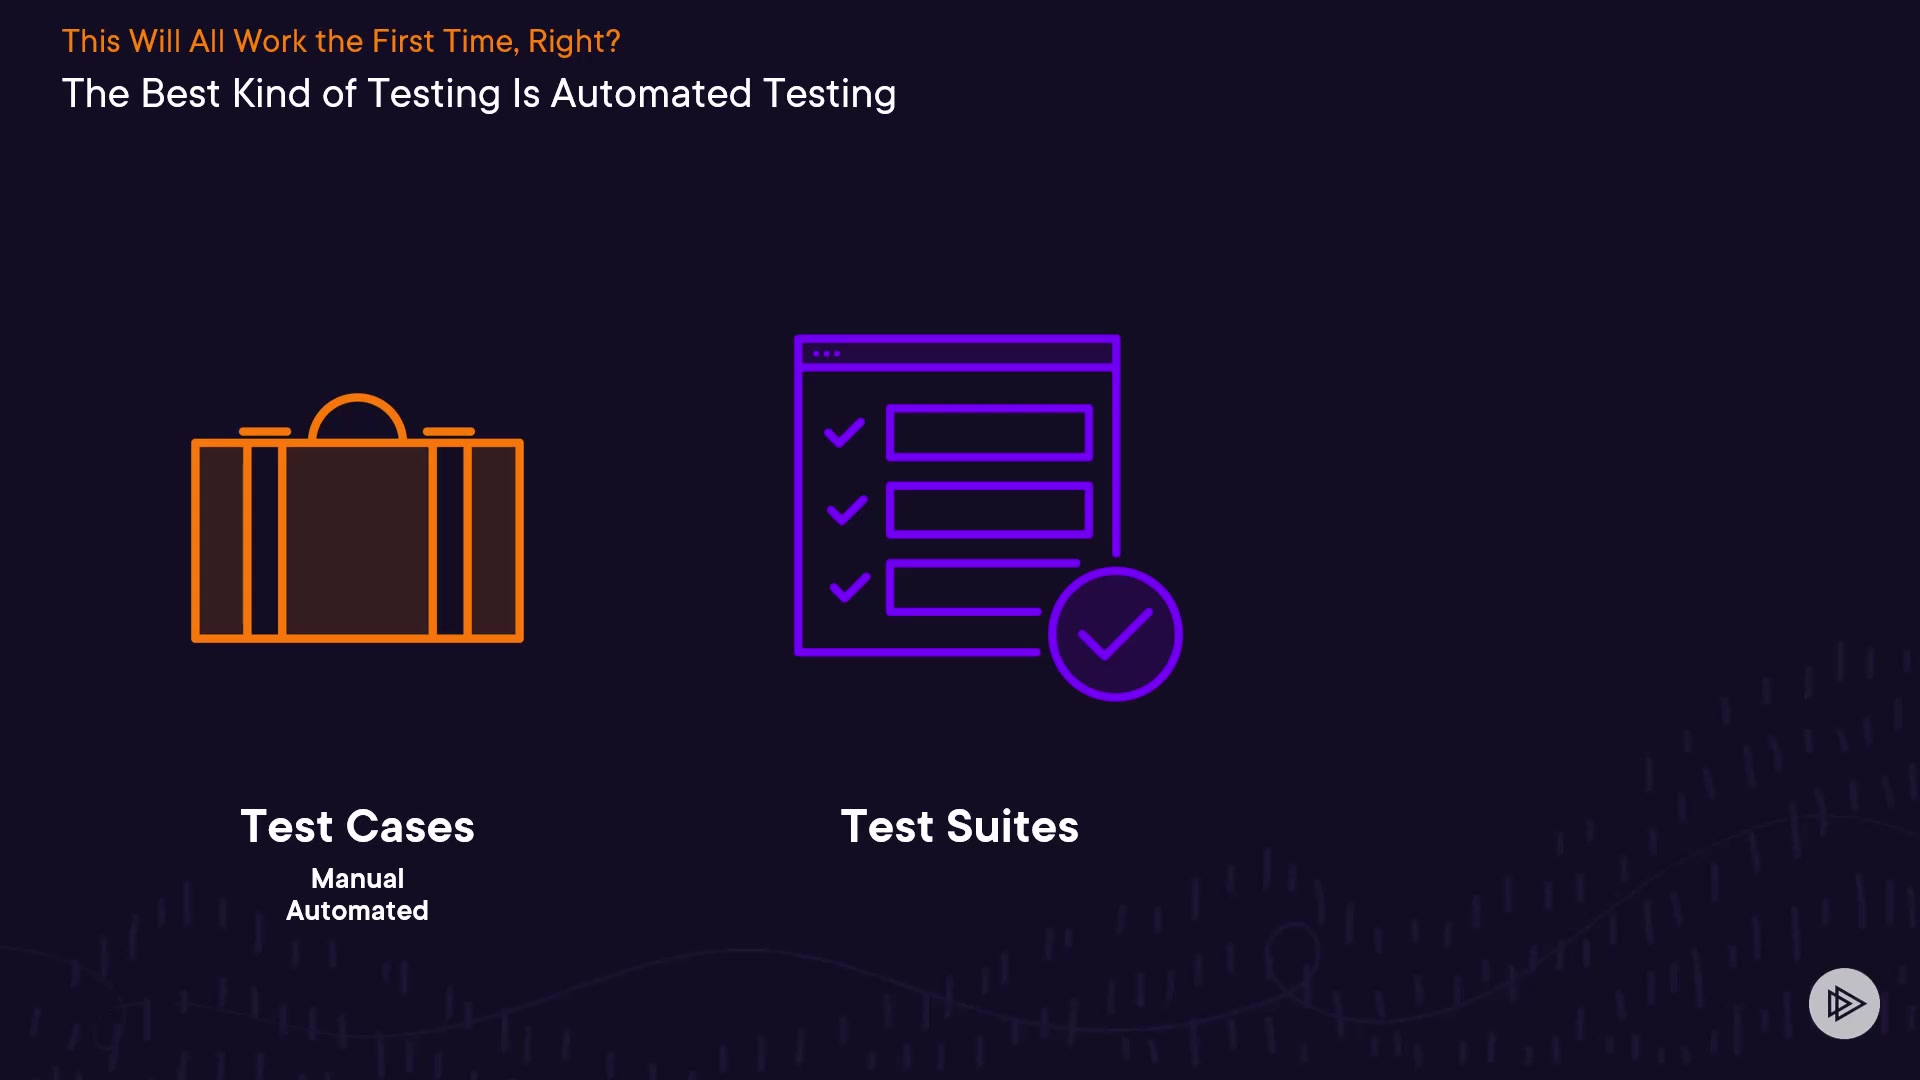 This Will All Work the First Time, Right?
The Best Kind of Testing Is Automated Testing
Test Cases
Manual
Automated
Test Suites